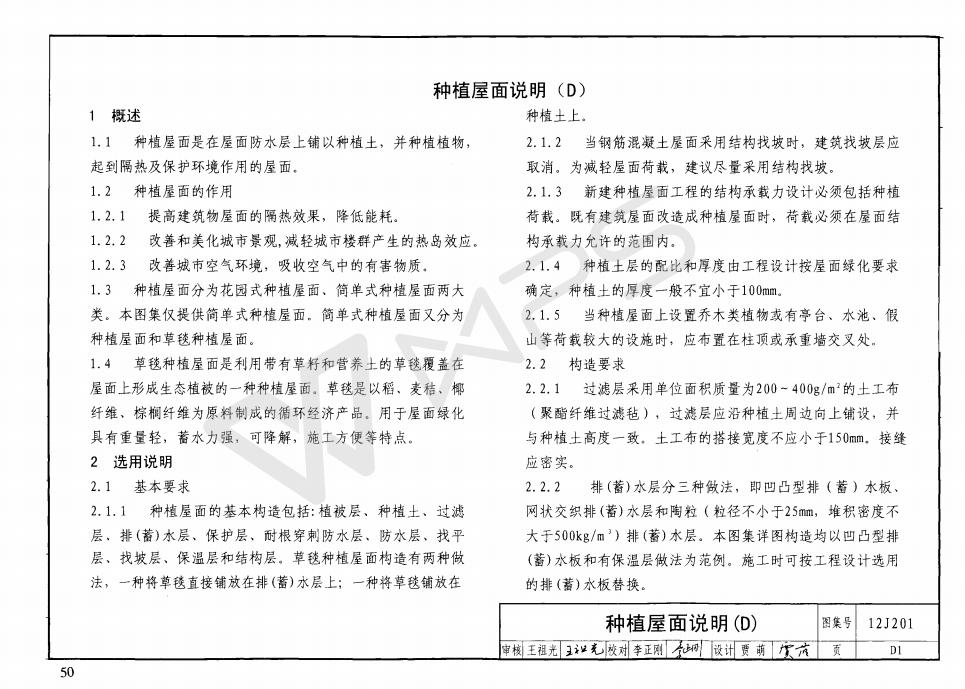 种植屋面说明（D）
1 概述
1.1 种植屋面是在屋面防水层上铺以种植土，并种植植物，
起到隔热及保护环境作用的屋面。
1.2 种植屋面的作用
1.2.1 提高建筑物屋面的隔热效果，降低能耗。
1.2.2 改善和美化城市景观,减轻城市楼群产生的热岛效应。
1.2.3 改善城市空气环境，吸收空气中的有害物质。
1.3 种植屋面分为花园式种植屋面、简单式种植屋面两大
类。本图集仅提供简单式种植屋面。简单式种植屋面又分为
种植屋面和草毯种植屋面。
1.4 草毯种植屋面是利用带有草籽和营养土的草毯覆盖在
屋面上形成生态植被的一种种植屋面。草毯是以稻、麦秸、椰
纤维、棕榈纤维为原料制成的循环经济产品。用于屋面绿化
具有重量轻，蓄水力强，可降解，施工方便等特点。
2 选用说明
2.1 基本要求
2.1.1 种植屋面的基本构造包括:植被层、种植土、过滤
层、排(蓄)水层、保护层、耐根穿刺防水层、防水层、找平
层、找坡层、保温层和结构层。草毯种植屋面构造有两种做
法，一种将草毯直接铺放在排(蓄)水层上；一种将草毯铺放在
种植土上。
2.1.2 当钢筋混凝土屋面采用结构找坡时，建筑找坡层应
取消。为减轻屋面荷载，建议尽量采用结构找坡。
2.1.3 新建种植屋面工程的结构承载力设计必须包括种植
荷载。既有建筑屋面改造成种植屋面时，荷载必须在屋面结
构承载力允许的范围内。
2.1.4 种植土层的配比和厚度由工程设计按屋面绿化要求
确定，种植土的厚度一般不宜小于100mm。
2.1.5 当种植屋面上设置乔木类植物或有亭台、水池、假
山等荷载较大的设施时，应布置在柱顶或承重墙交叉处。
2.2 构造要求
2.2.1 过滤层采用单位面积质量为200～400g/m²的土工布
（聚酯纤维过滤毡），过滤层应沿种植土周边向上铺设，并
与种植土高度一致。土工布的搭接宽度不应小于150mm。接缝
应密实。
2.2.2 排(蓄)水层分三种做法，即凹凸型排（蓄）水板、
网状交织排(蓄)水层和陶粒（粒径不小于25mm，堆积密度不
大于500kg/m³）排(蓄)水层。本图集详图构造均以凹凸型排
(蓄)水板和有保温层做法为范例。施工时可按工程设计选用
的排(蓄)水板替换。
种植屋面说明(D) 图集号 12J201
审核 王祖光 王祖光 校对 李正刚 李正刚 设计 贾萌 页 D1
50
WAPS